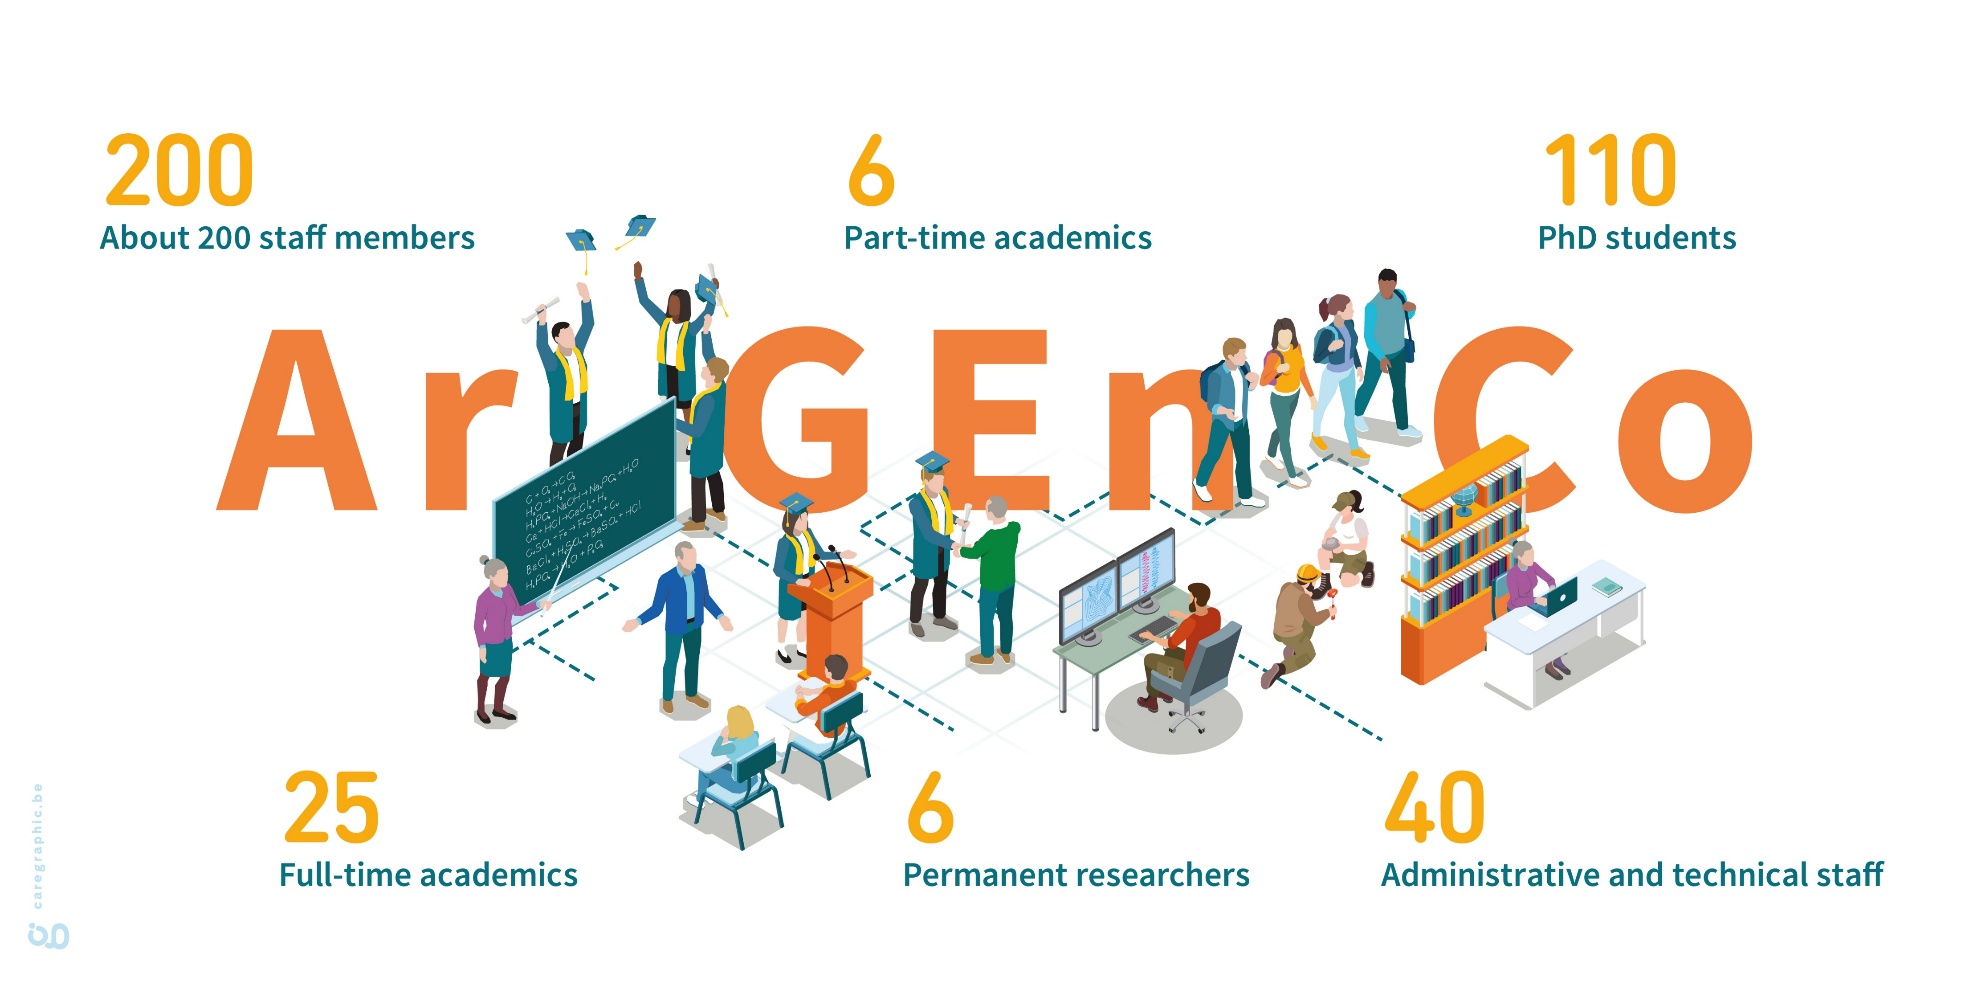 200
About 200 staff members
6
Part-time academics
110
PhD students
ArGEnCo
25
Full-time academics
6
Permanent researchers
40
Administrative and technical staff
caregraphic.be